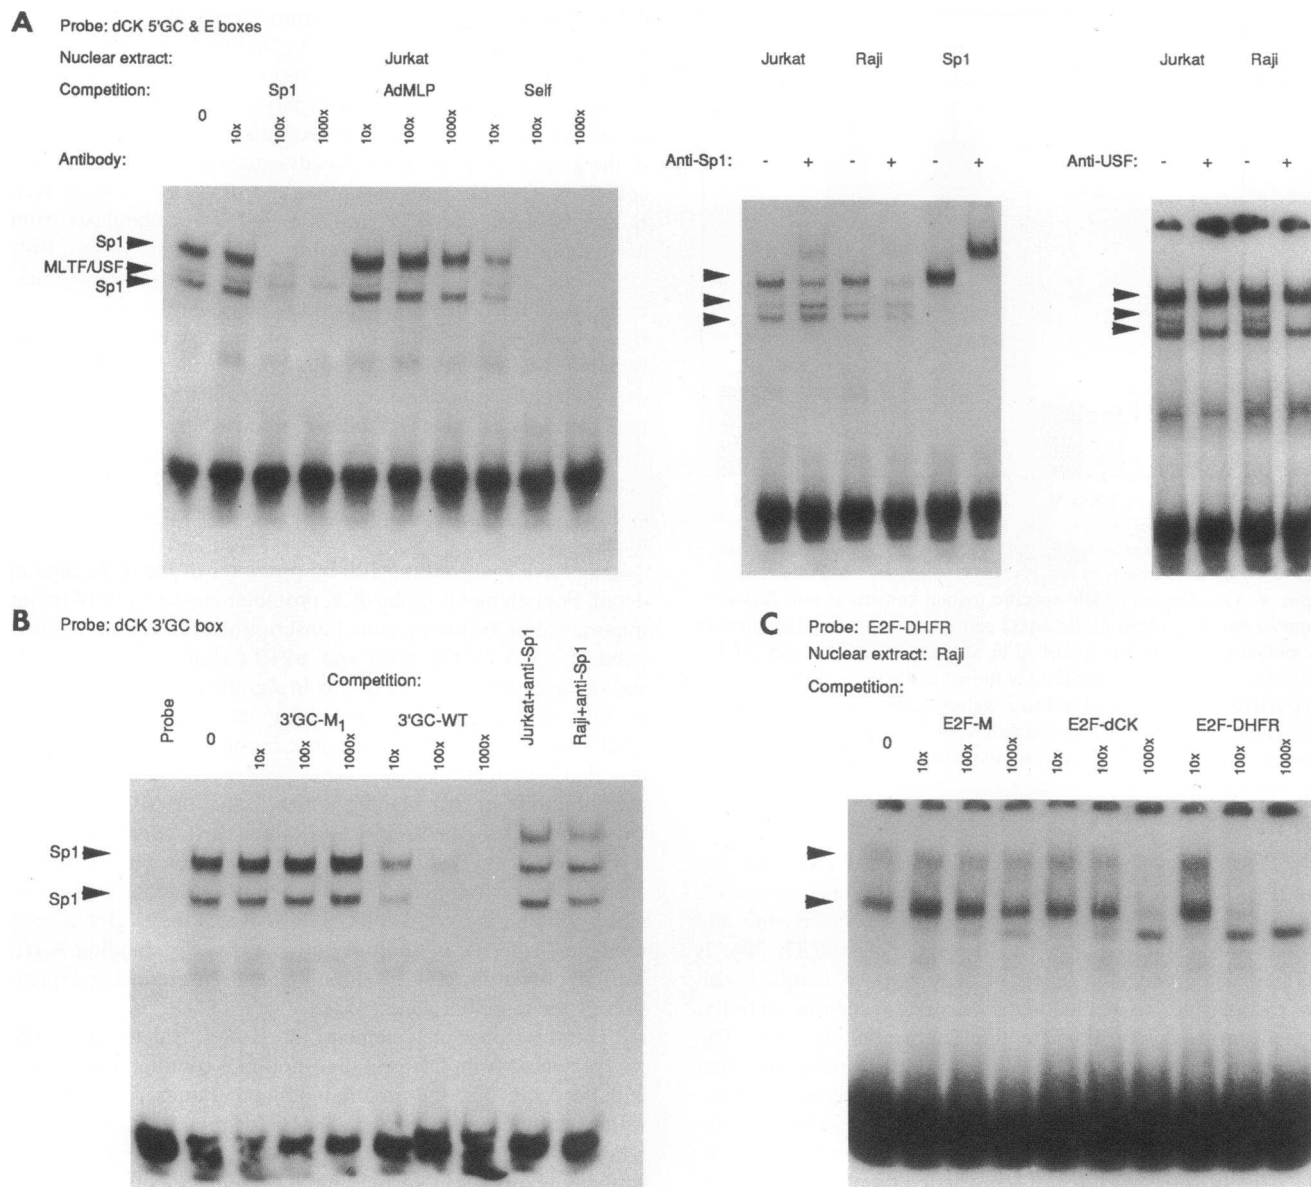 A Probe: dCK 5'GC & E boxes
Nuclear extract: Jurkat
Competition: Sp1 AdMLP Self
0 10x 100x 1000x 10x 100x 1000x 10x 100x 1000x
Antibody:
Sp1
MLTF/USF
Sp1
Jurkat Raji Sp1
Anti-Sp1: - + - + - +
Jurkat Raji
Anti-USF: - + - +
B Probe: dCK 3'GC box
Competition:
Probe 0 3'GC-M1 3'GC-WT Jurkat+anti-Sp1 Raji+anti-Sp1
10x 100x 1000x 10x 100x 1000x
Sp1
Sp1
C Probe: E2F-DHFR
Nuclear extract: Raji
Competition:
0 E2F-M E2F-dCK E2F-DHFR
10x 100x 1000x 10x 100x 1000x 10x 100x 1000x